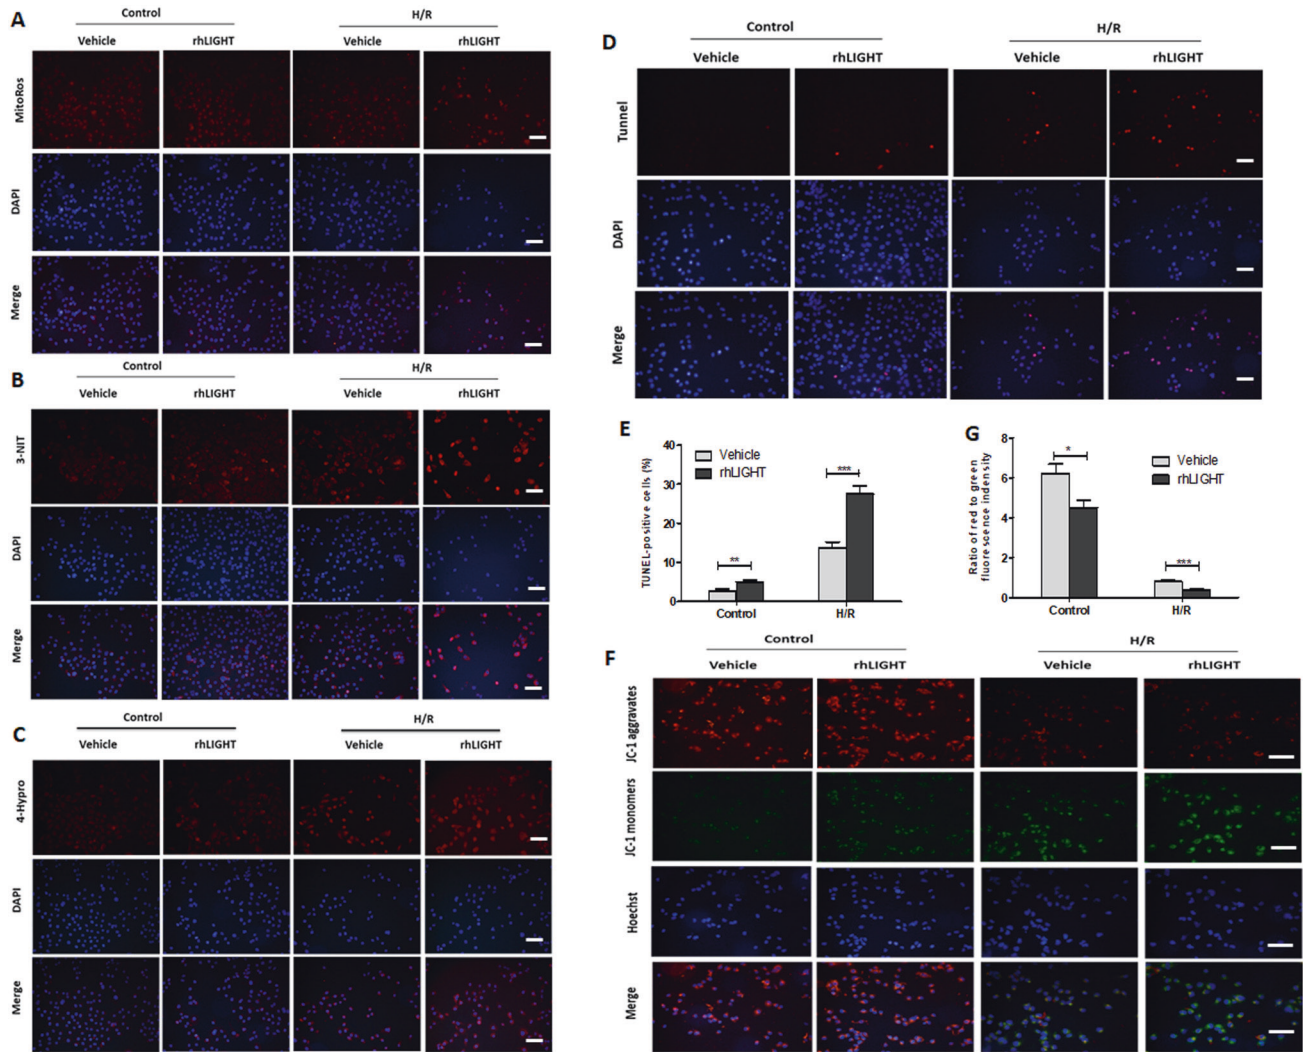 A
Control
H/R
Vehicle
rhLIGHT
Vehicle
rhLIGHT
MitoRos
DAPI
Merge
B
Control
H/R
Vehicle
rhLIGHT
Vehicle
rhLIGHT
3-NIT
DAPI
Merge
C
Control
H/R
Vehicle
rhLIGHT
Vehicle
rhLIGHT
4-Hypro
DAPI
Merge
D
Control
H/R
Vehicle
rhLIGHT
Vehicle
rhLIGHT
Tunnel
DAPI
Merge
E
TUNEL-positive cells (%)
40
30
20
10
0
Vehicle
rhLIGHT
**
***
Control
H/R
G
Ratio of red to green
fluorescence indensity
8
6
4
2
0
Vehicle
rhLIGHT
*
***
Control
H/R
F
Control
H/R
Vehicle
rhLIGHT
Vehicle
rhLIGHT
JC-1 aggravates
JC-1 monomers
Hoechst
Merge